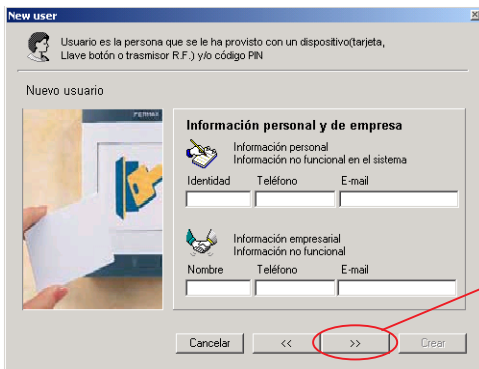 New user
Usuario es la persona que se le ha provisto con un dispositivo(tarjeta,
Llave botón o trasmisor R.F.) y/o código PIN
Nuevo usuario
FERMAX
Información personal y de empresa
Información personal
Información no funcional en el sistema
Identidad Teléfono E-mail
Información empresarial
Información no funcional
Nombre Teléfono E-mail
Cancelar << >> Crear